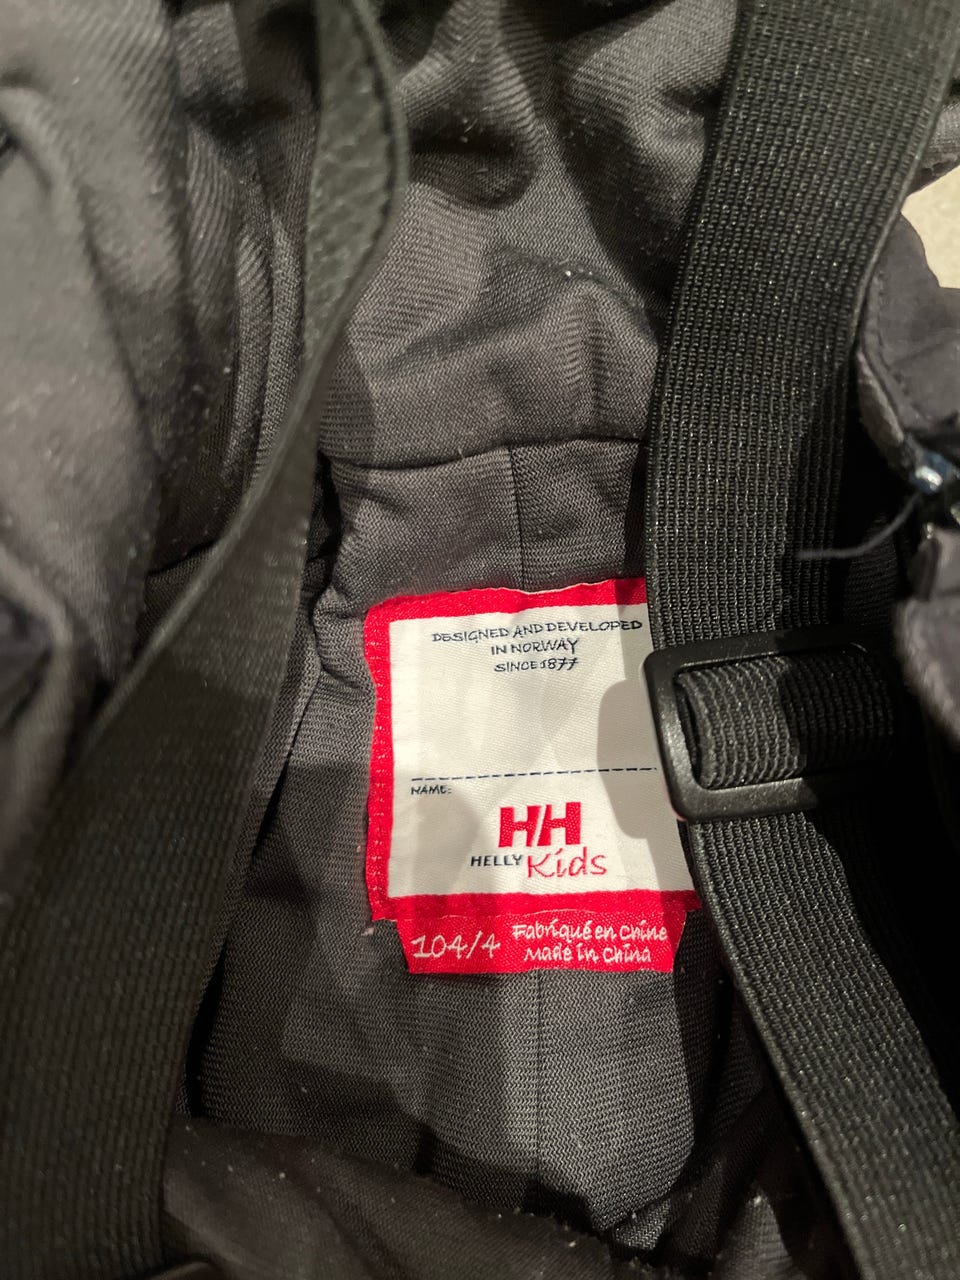 DESIGNED AND DEVELOPED
IN NORWAY
SINCE 1877
NAME:
HH
HELLY Kids
104/4 Fabriqué en Chine
Made in China